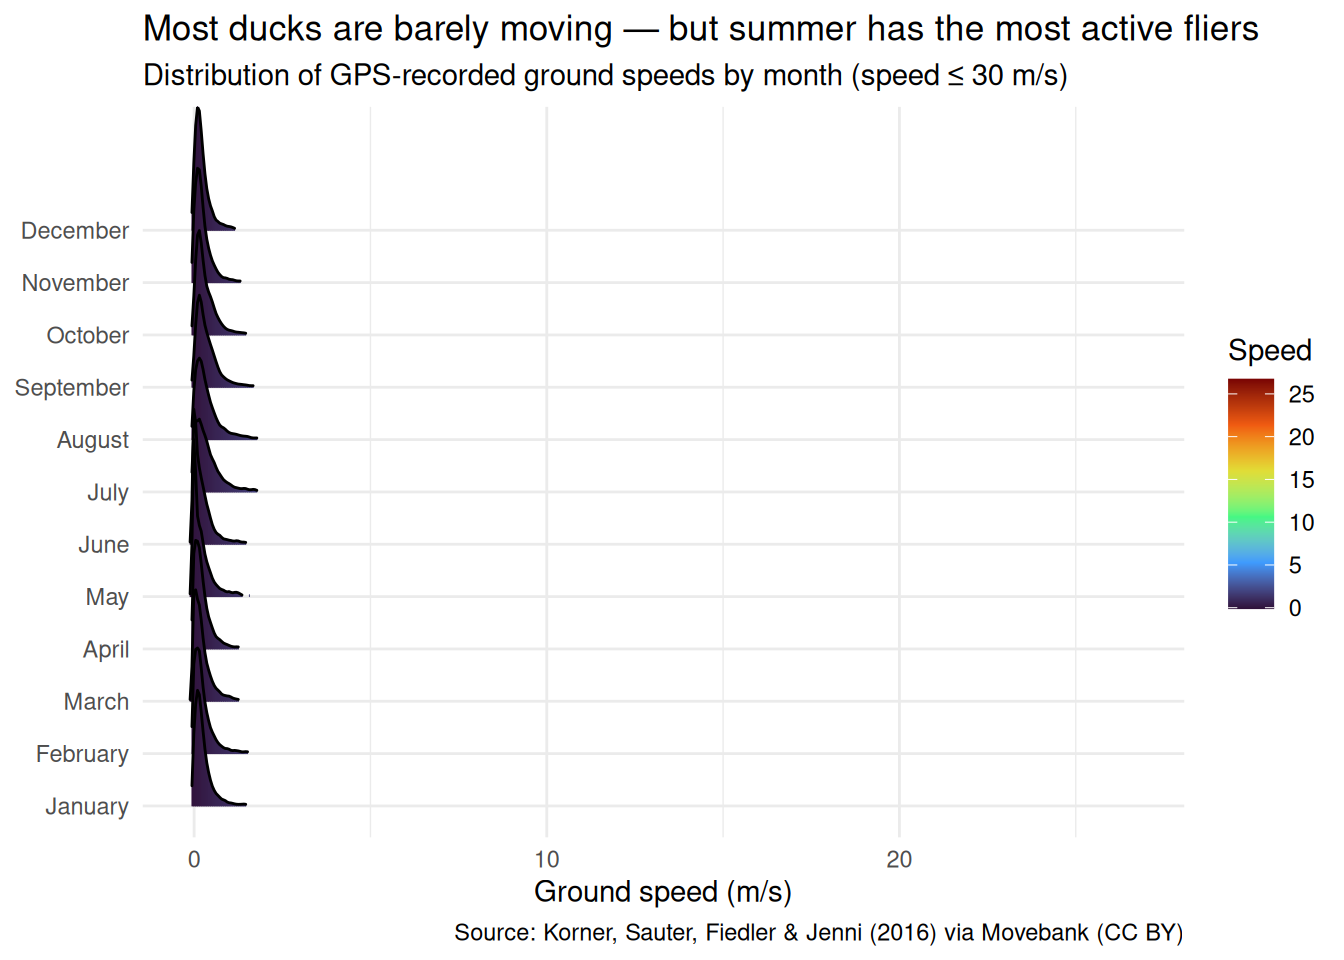 Most ducks are barely moving — but summer has the most active fliers
Distribution of GPS-recorded ground speeds by month (speed ≤ 30 m/s)
December
November
October
September
August
July
June
May
April
March
February
January
0 10 20
Ground speed (m/s)
Speed
25
20
15
10
5
0
Source: Korner, Sauter, Fiedler & Jenni (2016) via Movebank (CC BY)